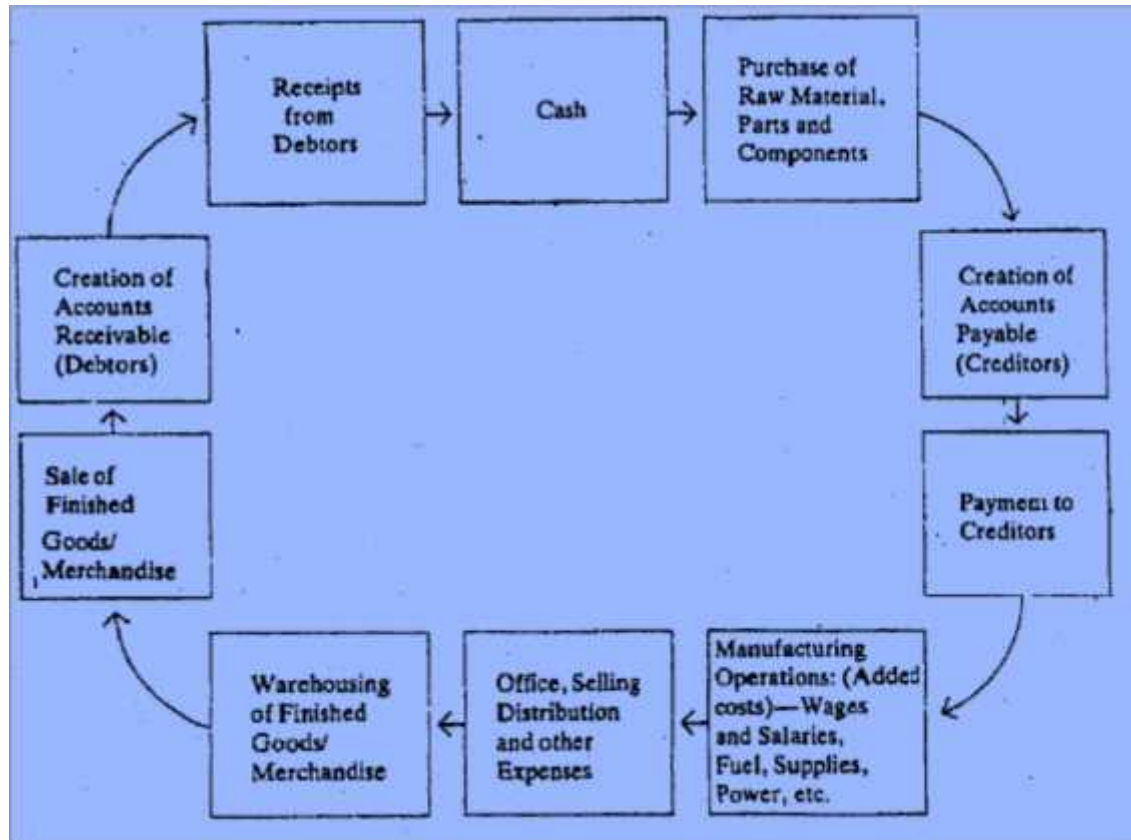 Receipts
from
Debtors
Cash
Purchase of
Raw Material,
Parts and
Components
Creation of
Accounts
Payable
(Creditors)
Payment to
Creditors
Manufacturing
Operations: (Added
costs)—Wages
and Salaries,
Fuel, Supplies,
Power, etc.
Office, Selling
Distribution
and other
Expenses
Warehousing
of Finished
Goods/
Merchandise
Sale of
Finished
Goods/
Merchandise
Creation of
Accounts
Receivable
(Debtors)